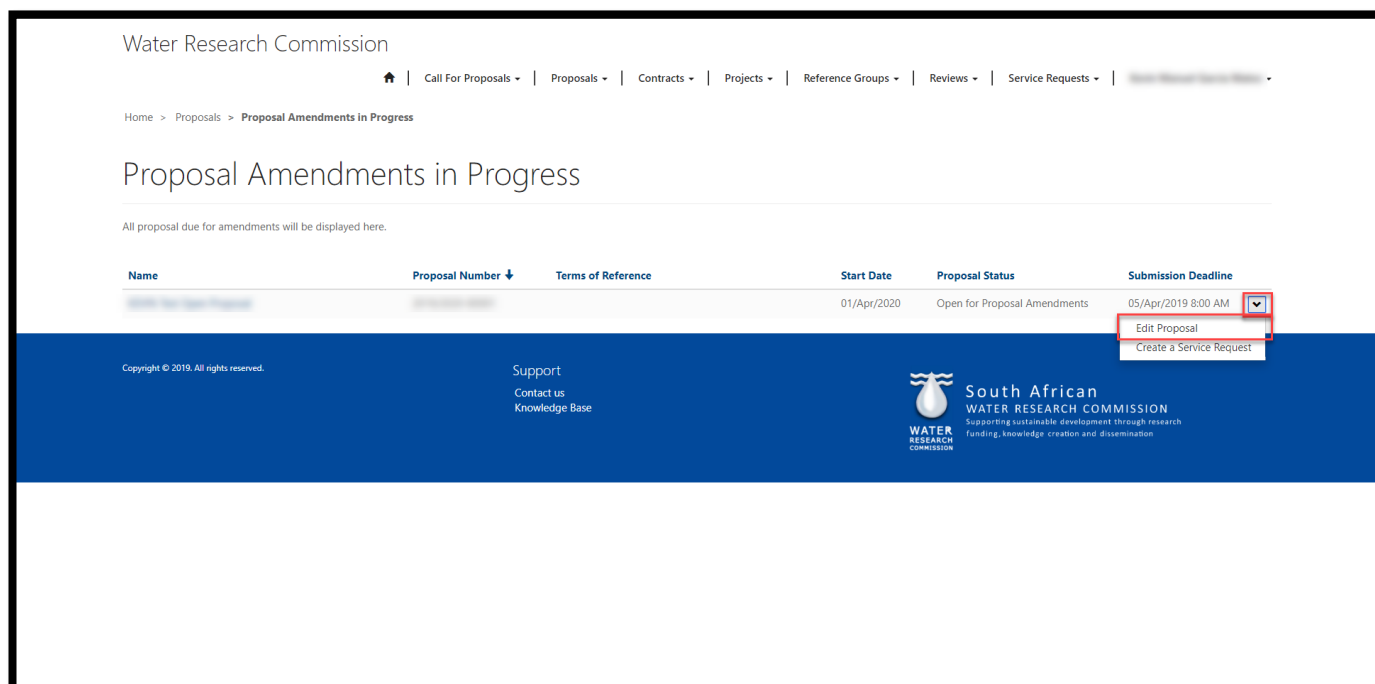 Water Research Commission
Call For Proposals Proposals Contracts Projects Reference Groups Reviews Service Requests
Home > Proposals > Proposal Amendments in Progress
Proposal Amendments in Progress
All proposal due for amendments will be displayed here.
Name Proposal Number Terms of Reference Start Date Proposal Status Submission Deadline
01/Apr/2020 Open for Proposal Amendments 05/Apr/2019 8:00 AM
Edit Proposal
Create a Service Request
Copyright © 2019. All rights reserved.
Support
Contact us
Knowledge Base
WATER
RESEARCH
COMMISSION
South African
WATER RESEARCH COMMISSION
Supporting sustainable development through research
funding, knowledge creation and dissemination